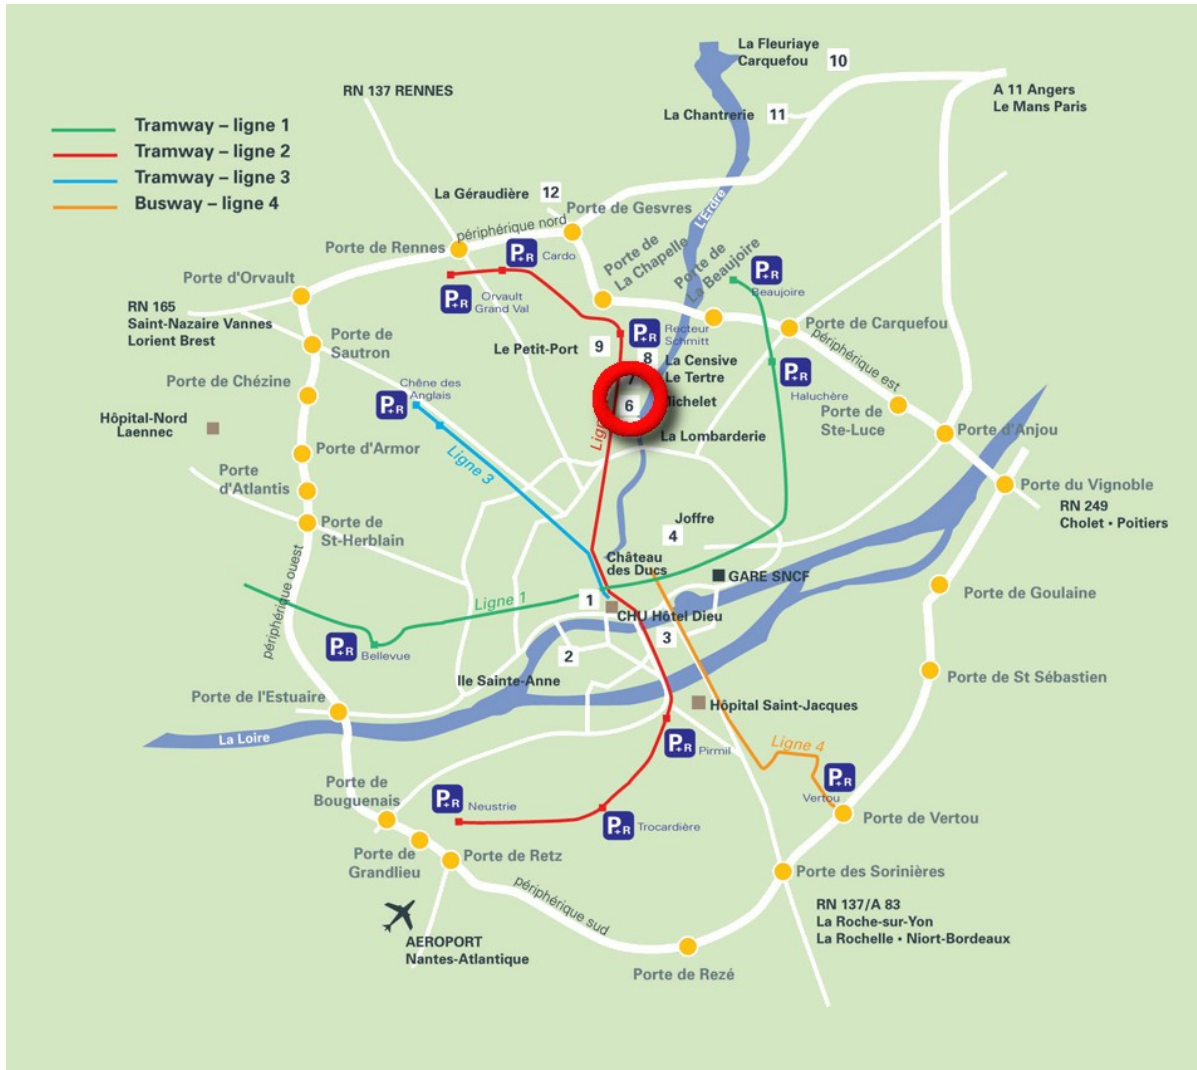 La Fleuriaye
Carquefou
10
RN 137 RENNES
A 11 Angers
Le Mans Paris
La Chantrerie
11
Tramway – ligne 1
Tramway – ligne 2
Tramway – ligne 3
Busway – ligne 4
La Géraudière
12
Porte de Gesvres
L'Erdre
périphérique nord
Porte de Rennes
P+R
Cardo
Porte de
La Chapelle
Porte de
La Beaujoire
P+R
Beaujoire
Porte d'Orvault
P+R
Orvault
Grand Val
RN 165
Saint-Nazaire Vannes
Lorient Brest
Porte de
Sautron
Le Petit-Port
9
P+R
Recteur
Schmitt
8
La Censive
Le Tertre
Porte de Carquefou
périphérique est
P+R
Haluchère
Porte de Chézine
Chêne des
Anglais
P+R
6
Michelet
La Lombarderie
Porte de
Ste-Luce
Porte d'Anjou
Hôpital-Nord
Laennec
Porte d'Armor
Ligne 3
Porte
d'Atlantis
Porte du Vignoble
RN 249
Cholet • Poitiers
Porte de
St-Herblain
Joffre
4
périphérique ouest
Château
des Ducs
GARE SNCF
Ligne 1
1
CHU Hôtel Dieu
Porte de Goulaine
P+R
Bellevue
2
3
Ile Sainte-Anne
Porte de St Sébastien
Porte de l'Estuaire
Hôpital Saint-Jacques
La Loire
P+R
Pirmil
Ligne 4
P+R
Vertou
Porte de
Bouguenais
P+R
Neustrie
P+R
Trocardière
Porte de Vertou
Porte de
Grandlieu
Porte de Retz
Porte des Sorinières
périphérique sud
RN 137/A 83
La Roche-sur-Yon
La Rochelle • Niort-Bordeaux
AEROPORT
Nantes-Atlantique
Porte de Rezé